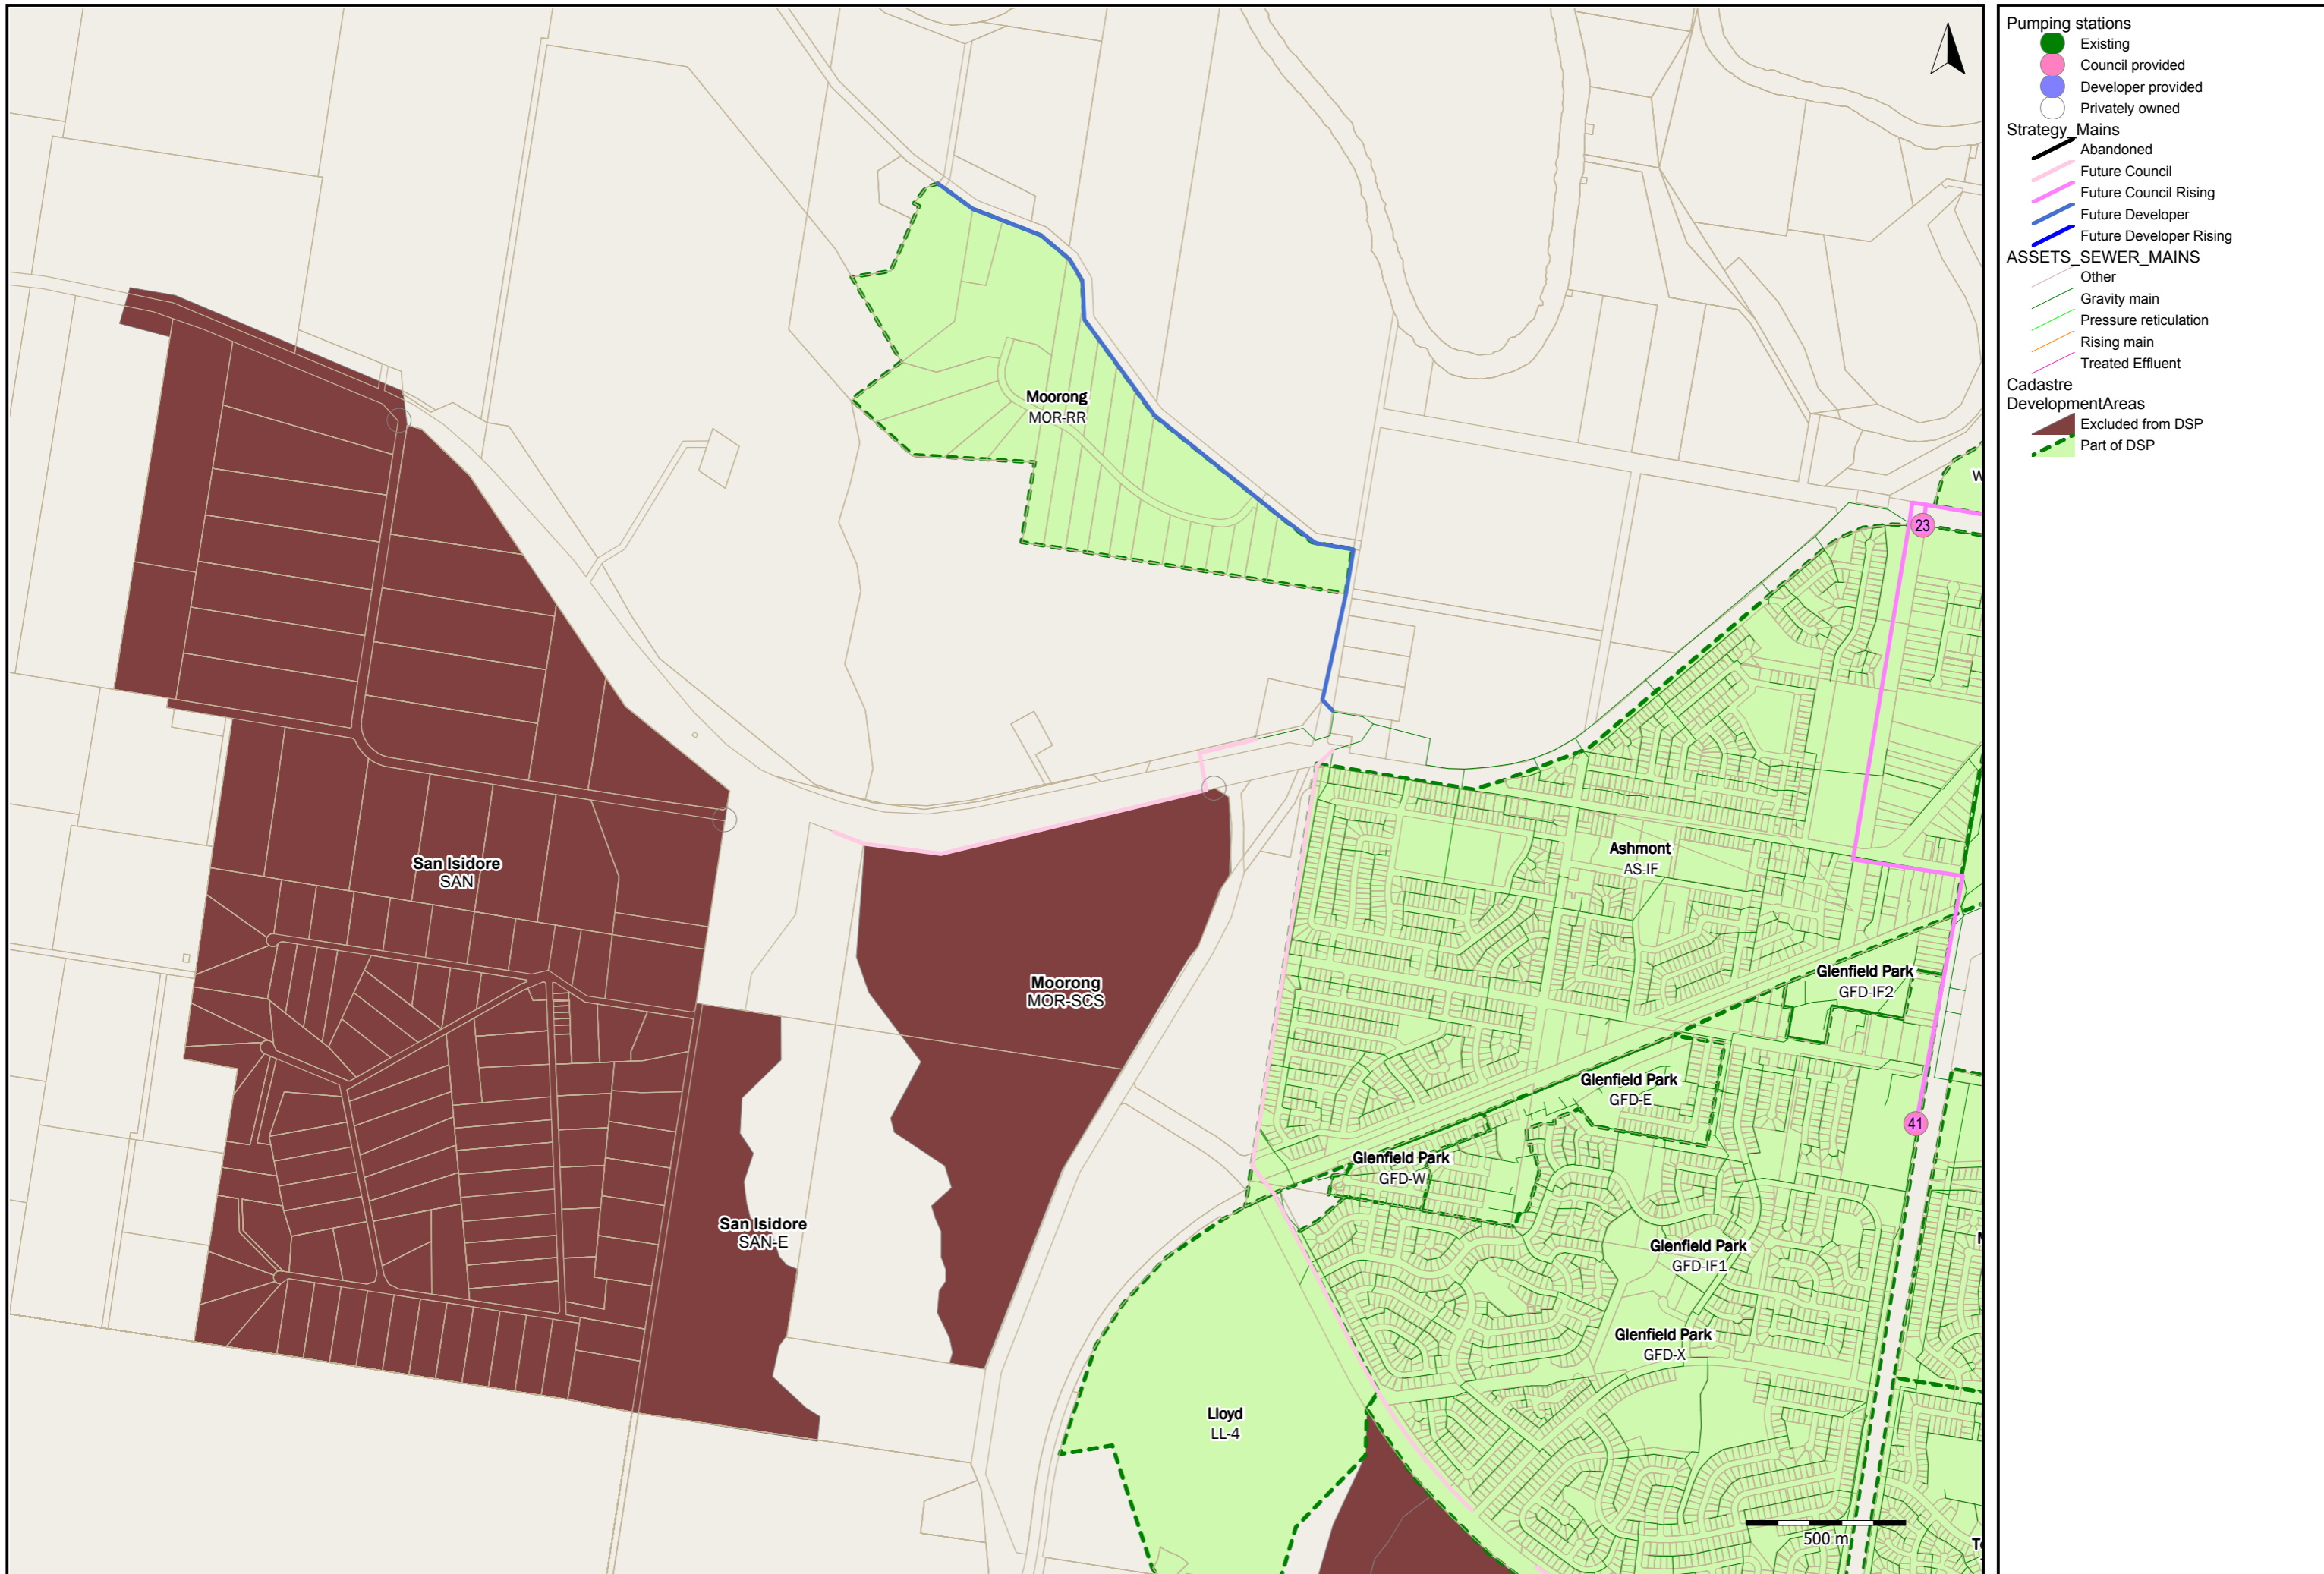 Moorong
MOR-RR
W
23
San Isidore
SAN
Ashmont
AS-IF
Moorong
MOR-SCS
Glenfield Park
GFD-IF2
Glenfield Park
GFD-E
41
Glenfield Park
GFD-W
San Isidore
SAN-E
Glenfield Park
GFD-IF1
Glenfield Park
GFD-X
Lloyd
LL-4
500 m
Pumping stations
Existing
Council provided
Developer provided
Privately owned
Strategy_Mains
Abandoned
Future Council
Future Council Rising
Future Developer
Future Developer Rising
ASSETS_SEWER_MAINS
Other
Gravity main
Pressure reticulation
Rising main
Treated Effluent
Cadastre
DevelopmentAreas
Excluded from DSP
Part of DSP